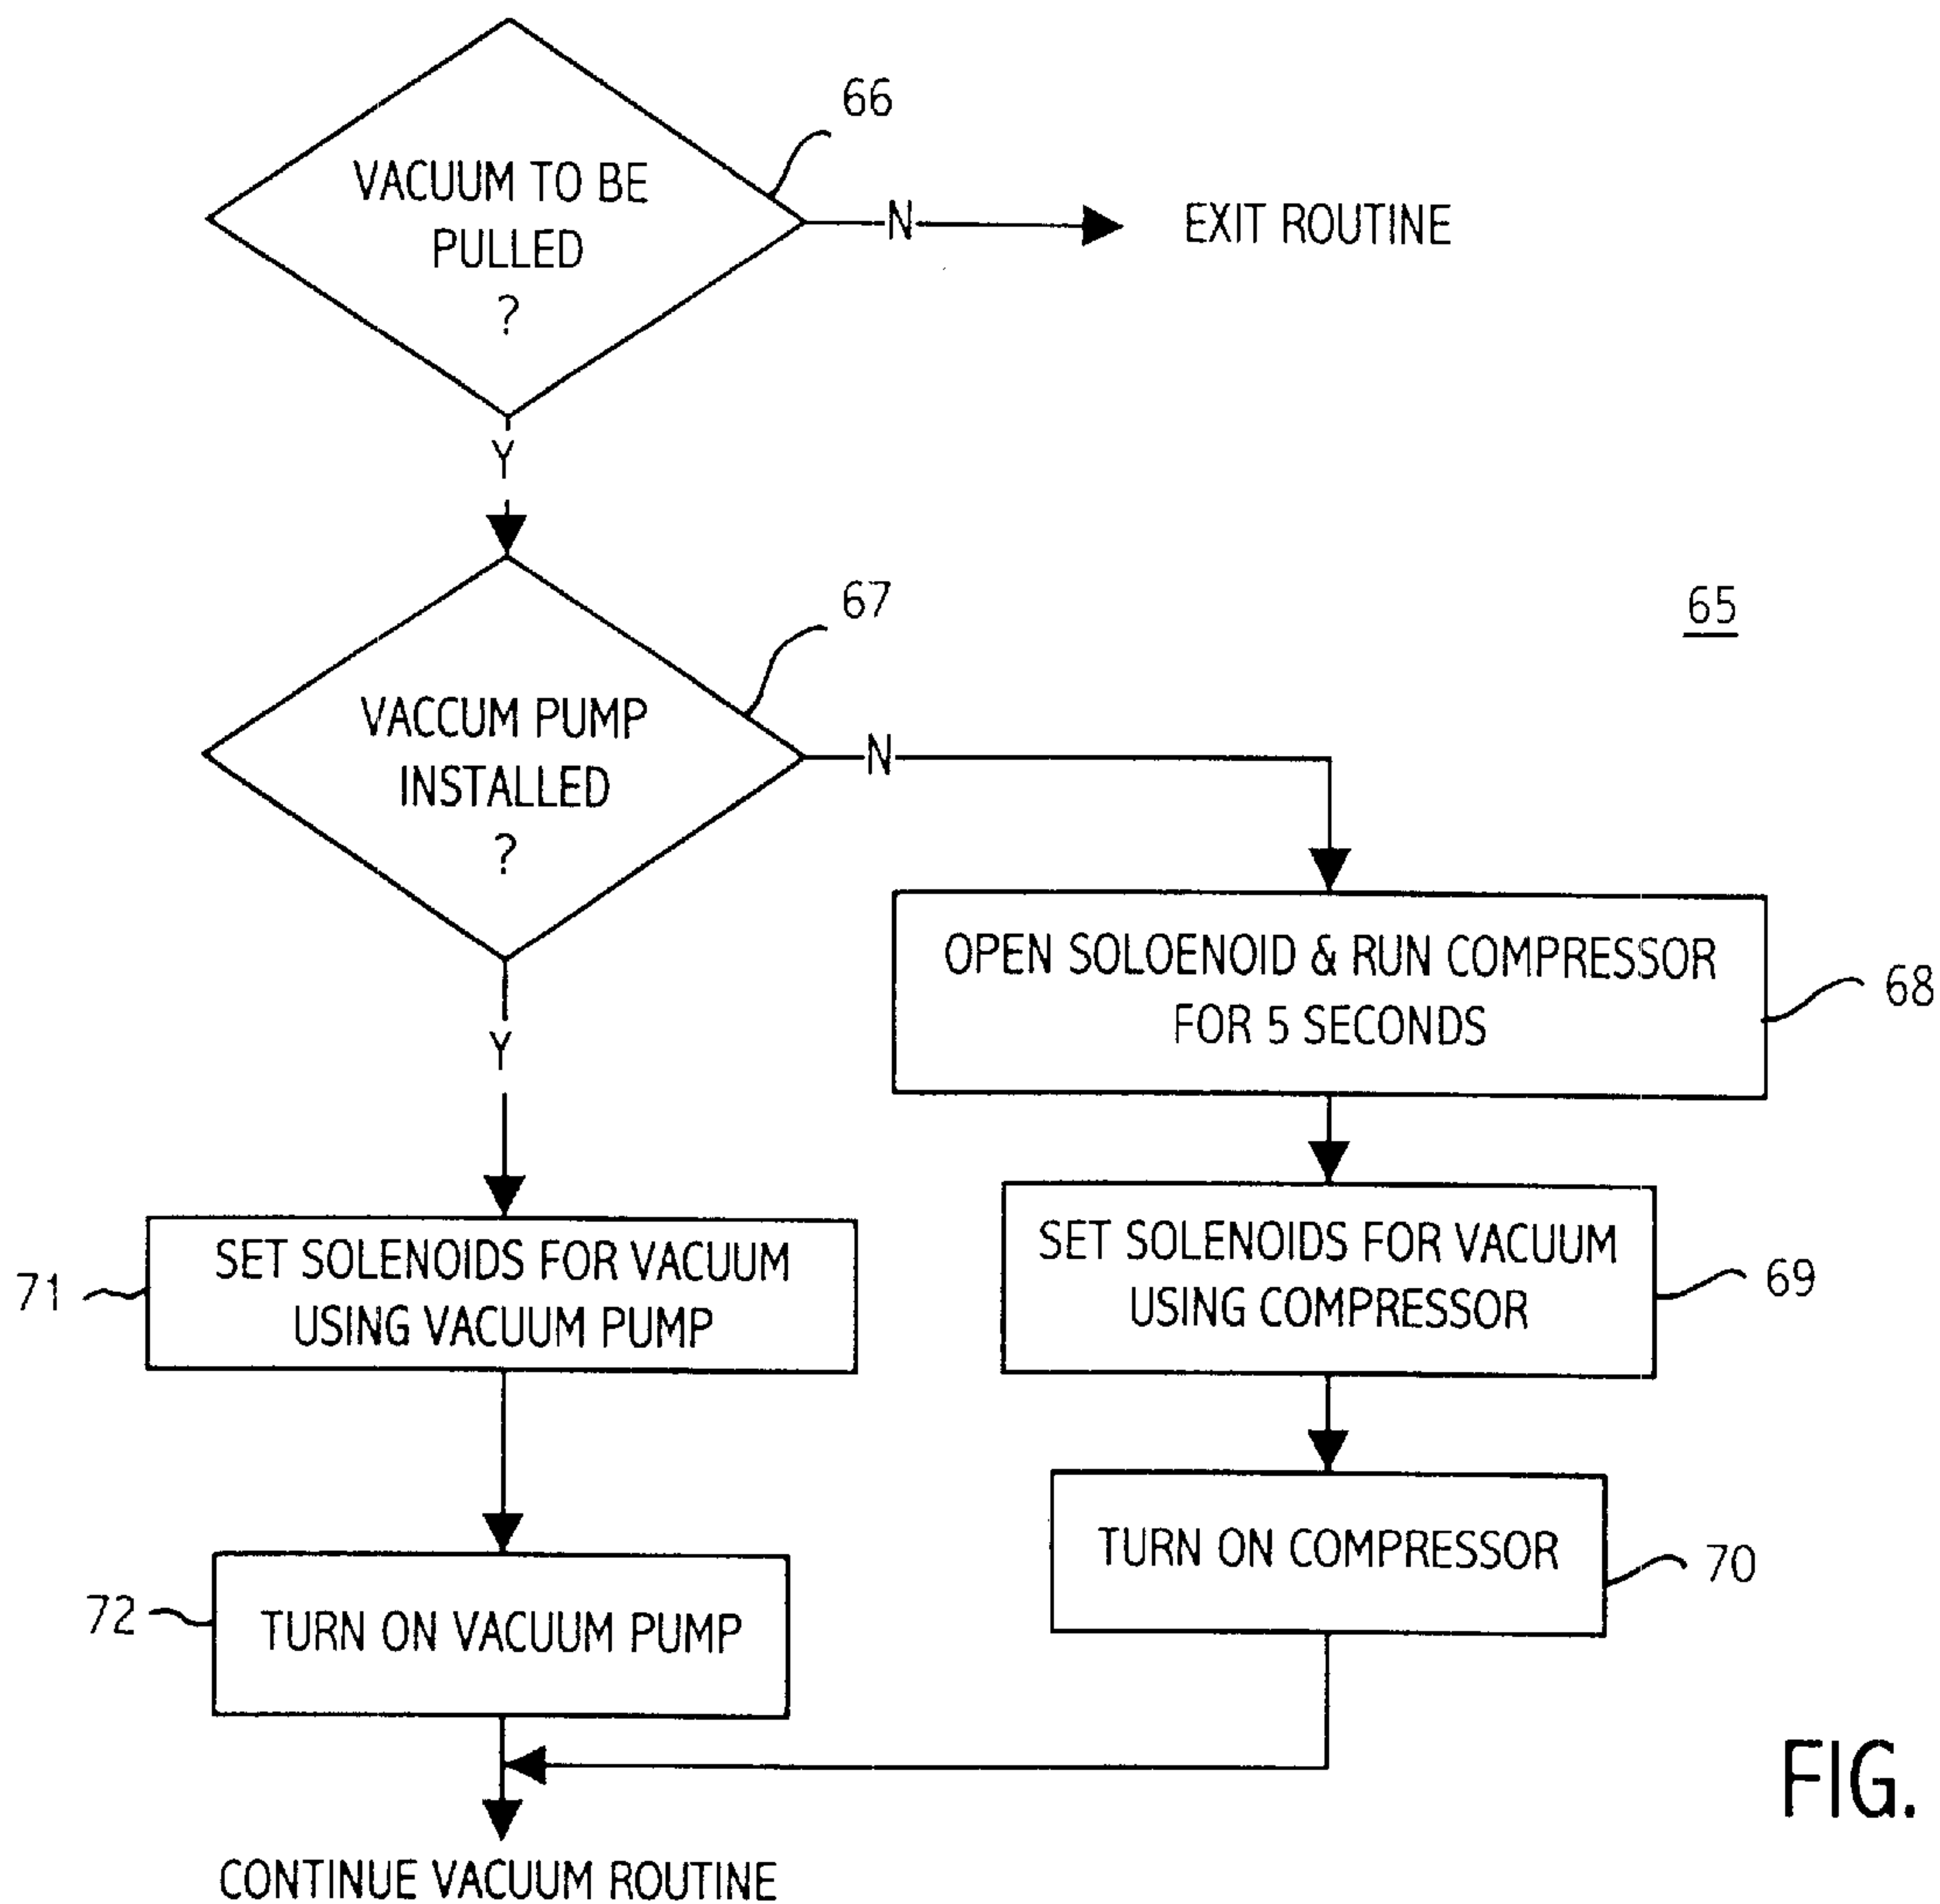 66
VACUUM TO BE
PULLED
?
N
EXIT ROUTINE
Y
67
65
VACCUM PUMP
INSTALLED
?
N
OPEN SOLOENOID & RUN COMPRESSOR
FOR 5 SECONDS
68
Y
SET SOLENOIDS FOR VACUUM
USING COMPRESSOR
69
71
SET SOLENOIDS FOR VACUUM
USING VACUUM PUMP
TURN ON COMPRESSOR
70
72
TURN ON VACUUM PUMP
FIG.
CONTINUE VACUUM ROUTINE